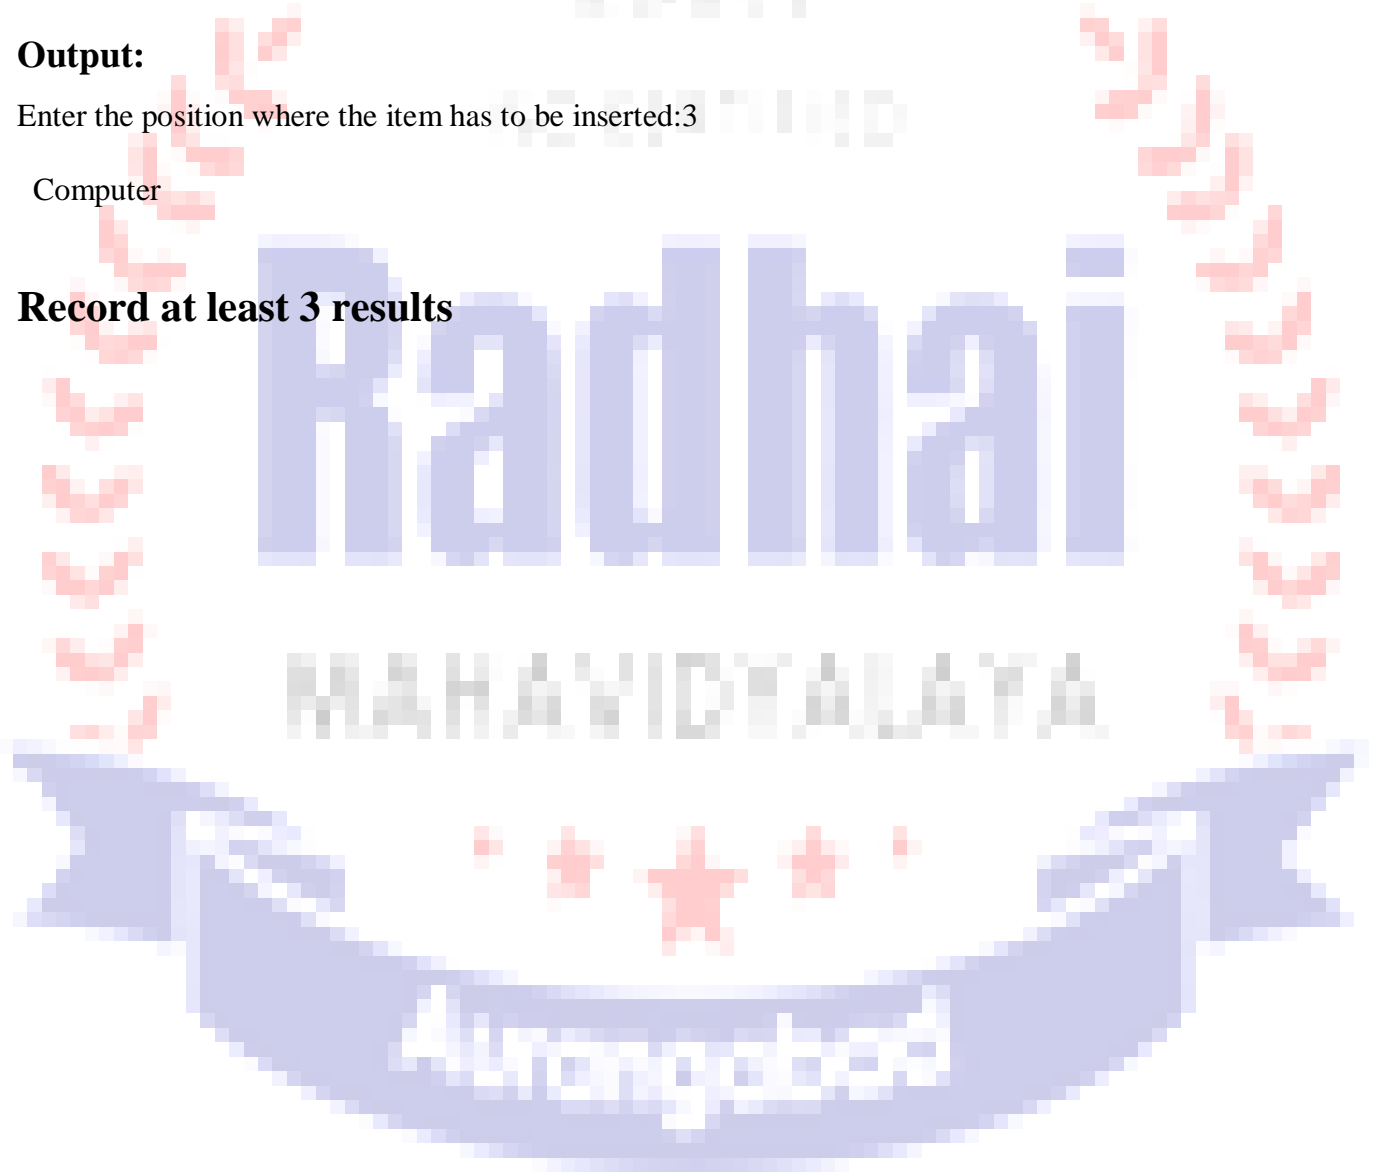 Output:
Enter the position where the item has to be inserted:3
Computer
Record at least 3 results
Radhai
MAHAVIDYALAYA
Aurangabad